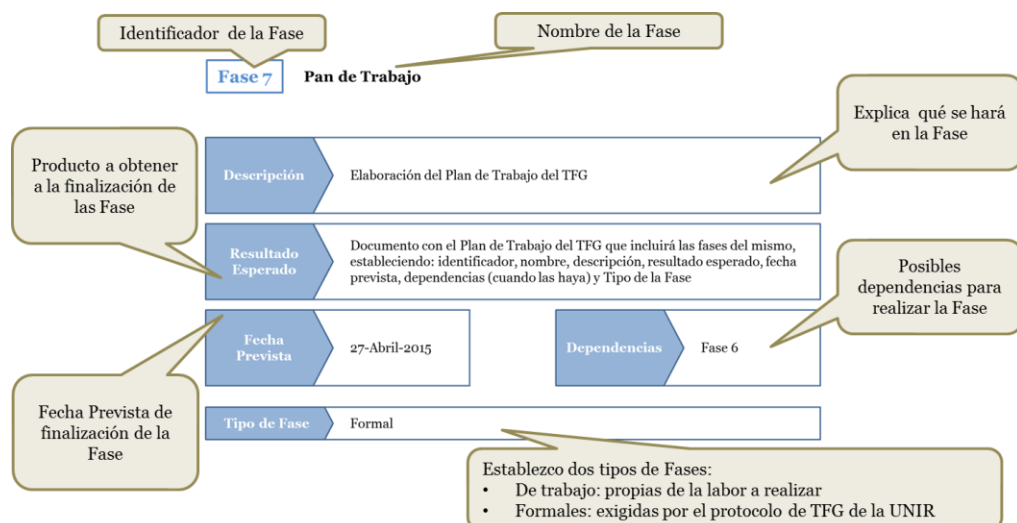 Identificador de la Fase
Nombre de la Fase
Fase 7
Pan de Trabajo
Explica qué se hará
en la Fase
Producto a obtener
a la finalización de
las Fase
Descripción
Elaboración del Plan de Trabajo del TFG
Resultado
Esperado
Documento con el Plan de Trabajo del TFG que incluirá las fases del mismo,
estableciendo: identificador, nombre, descripción, resultado esperado, fecha
prevista, dependencias (cuando las haya) y Tipo de la Fase
Posibles
dependencias para
realizar la Fase
Fecha
Prevista
27-Abril-2015
Dependencias
Fase 6
Fecha Prevista de
finalización de la
Fase
Tipo de Fase
Formal
Establezco dos tipos de Fases:
• De trabajo: propias de la labor a realizar
• Formales: exigidas por el protocolo de TFG de la UNIR